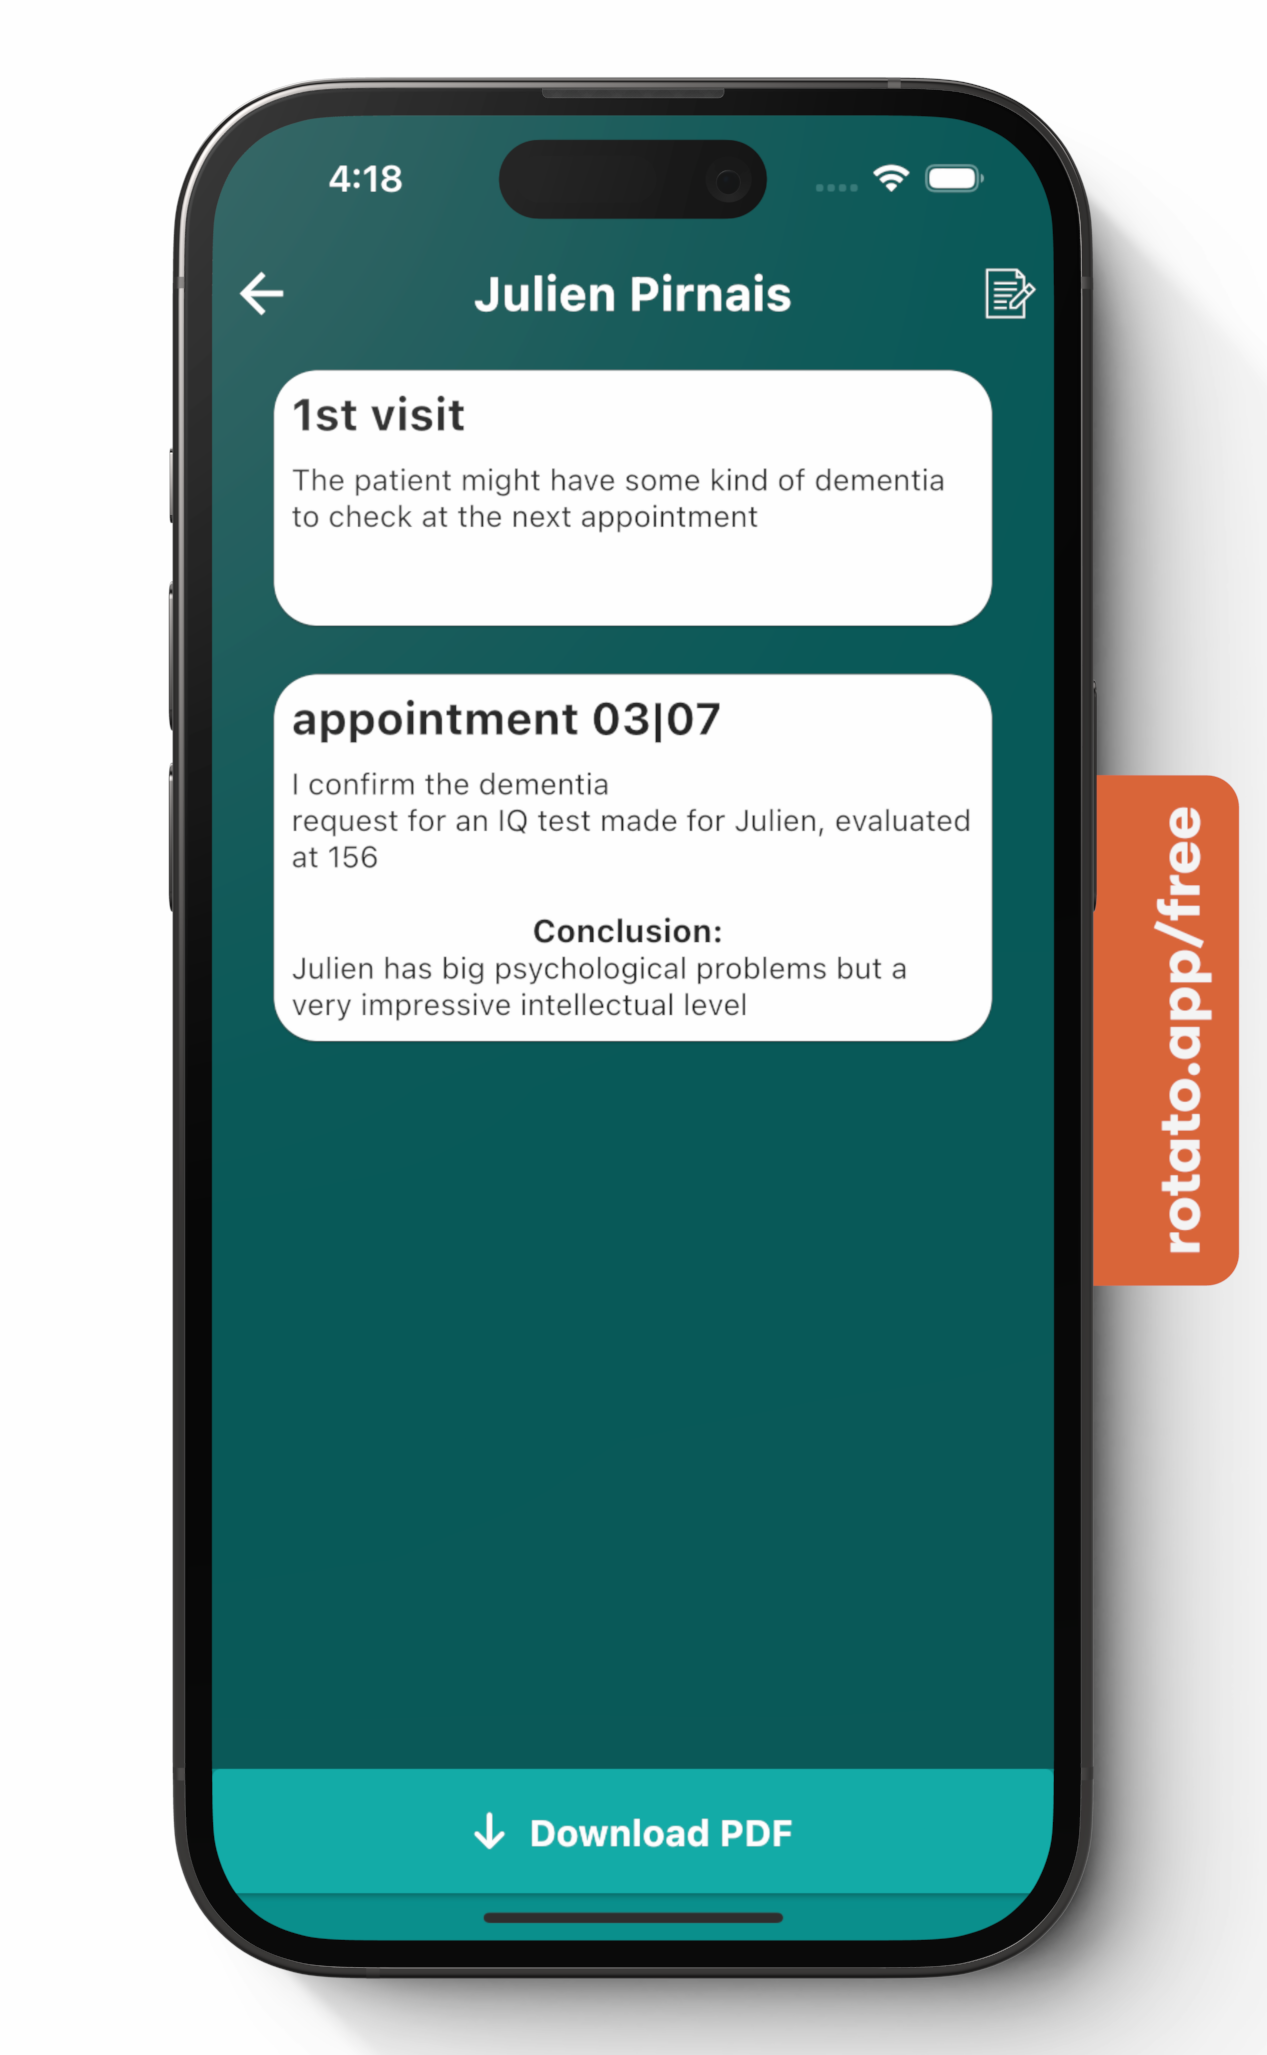 4:18
Julien Pirnais
1st visit
The patient might have some kind of dementia
to check at the next appointment
appointment 03|07
I confirm the dementia
request for an IQ test made for Julien, evaluated
at 156
Conclusion:
Julien has big psychological problems but a
very impressive intellectual level
Download PDF
rotato.app/free